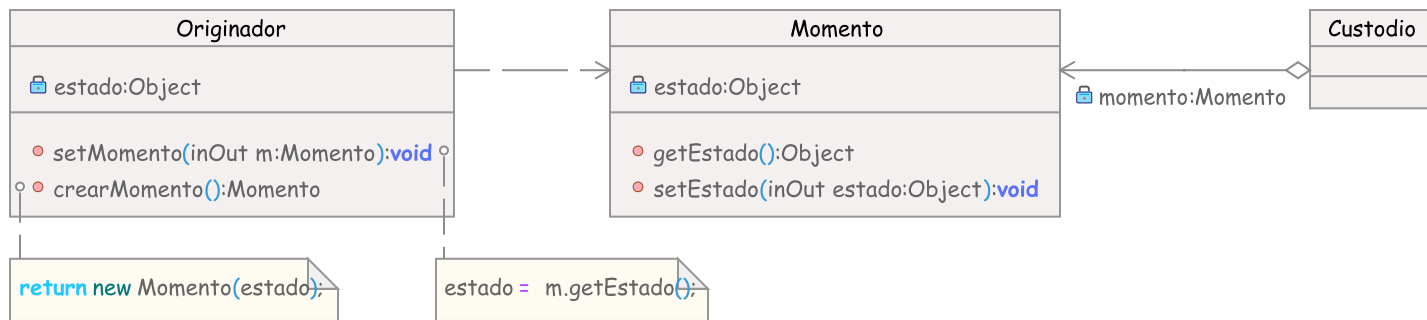 Originador
estado:Object
setMomento(inOut m:Momento):void
crearMomento():Momento
return new Momento(estado);
estado = m.getEstado();
Momento
estado:Object
getEstado():Object
setEstado(inOut estado:Object):void
Custodio
momento:Momento